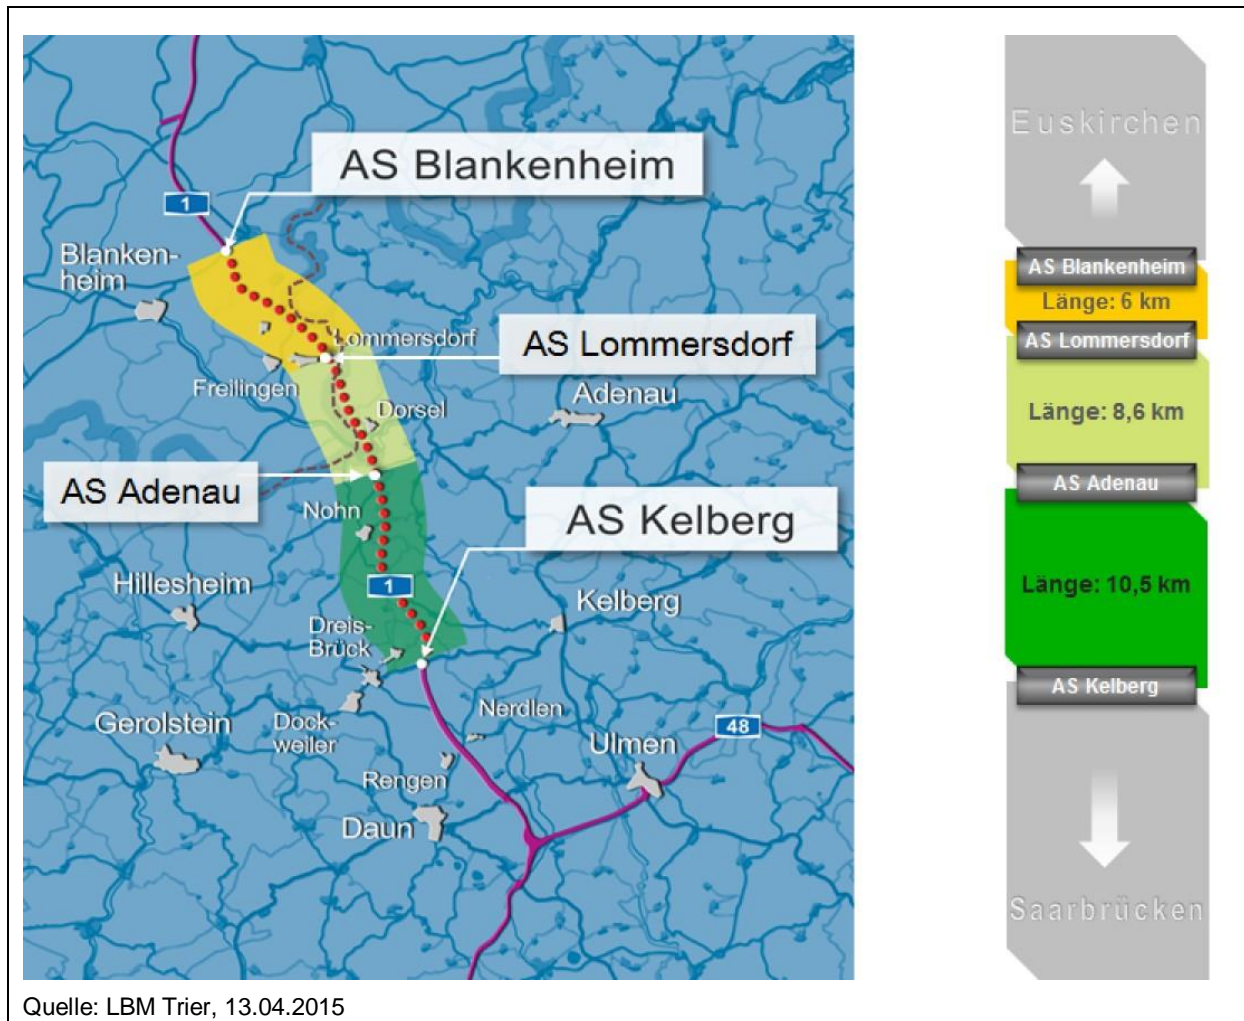 AS Blankenheim
1
Blanken-
heim
Lommersdorf
AS Lommersdorf
Freilingen
Adenau
Dorsel
AS Adenau
Nohn
AS Kelberg
1
Hillesheim
Kelberg
Dreis-
Brück
Gerolstein
Dock-
weiler
Nerdlen
48
Ulmen
Rengen
Daun
Euskirchen
AS Blankenheim
Länge: 6 km
AS Lommersdorf
Länge: 8,6 km
AS Adenau
Länge: 10,5 km
AS Kelberg
Saarbrücken
Quelle: LBM Trier, 13.04.2015